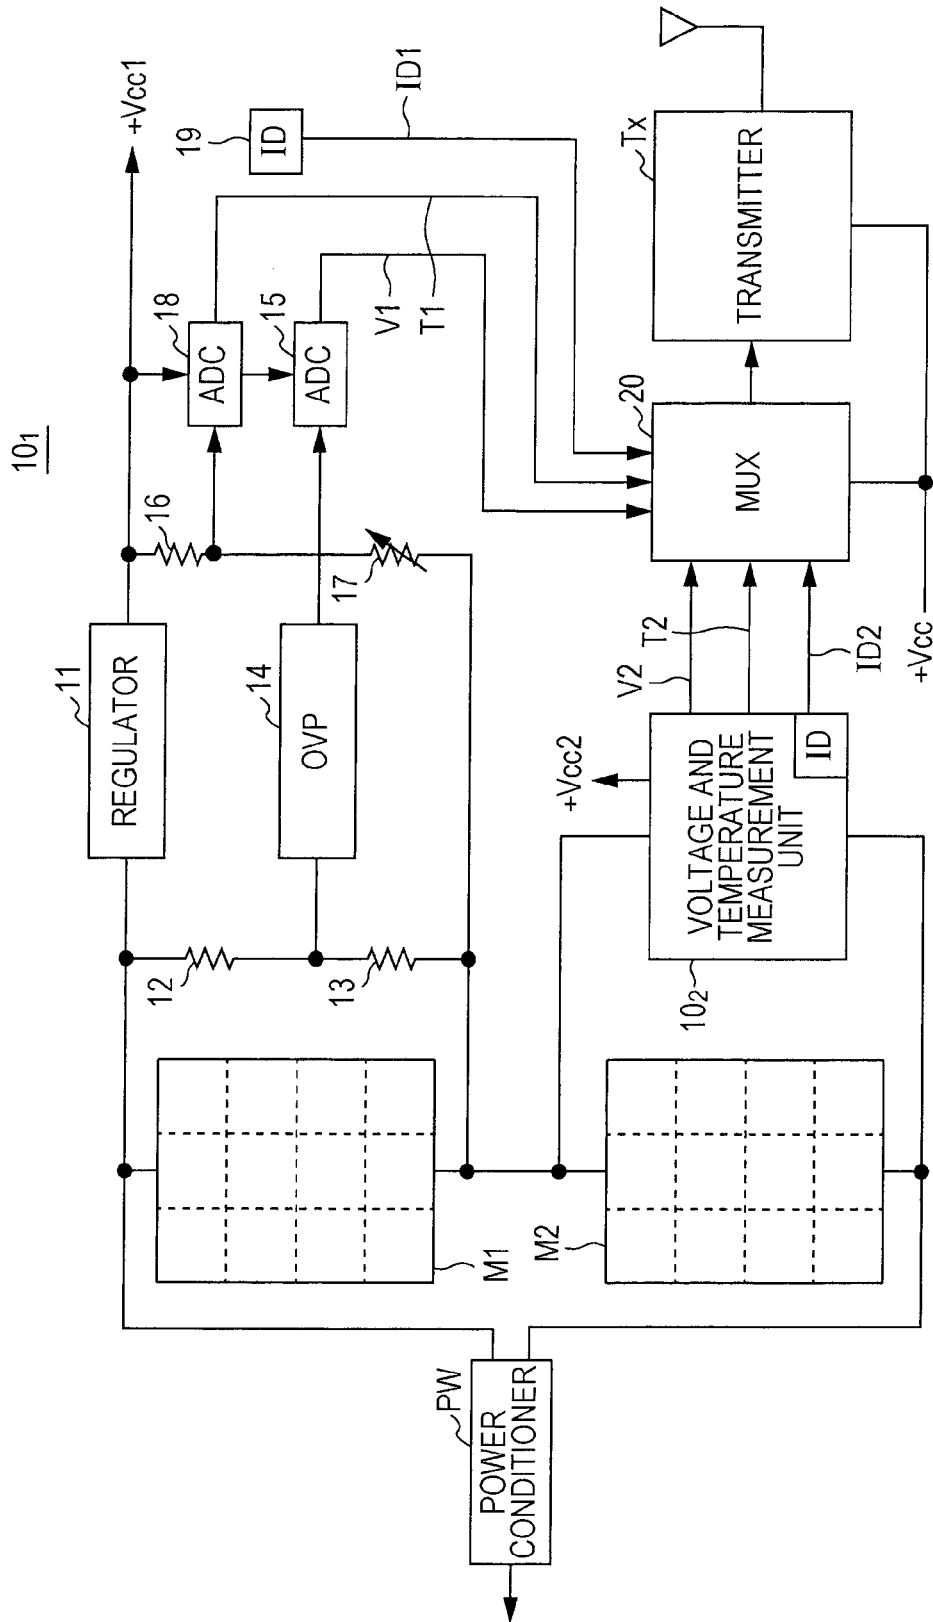 10₁
+Vcc1
11
REGULATOR
16
18
ADC
15
ADC
19
ID
ID1
12
13
14
OVP
17
V1
T1
M1
PW
POWER
CONDITIONER
M2
10₂
VOLTAGE AND
TEMPERATURE
MEASUREMENT
UNIT
ID
+Vcc2
V2
T2
ID2
20
MUX
Tx
TRANSMITTER
+Vcc